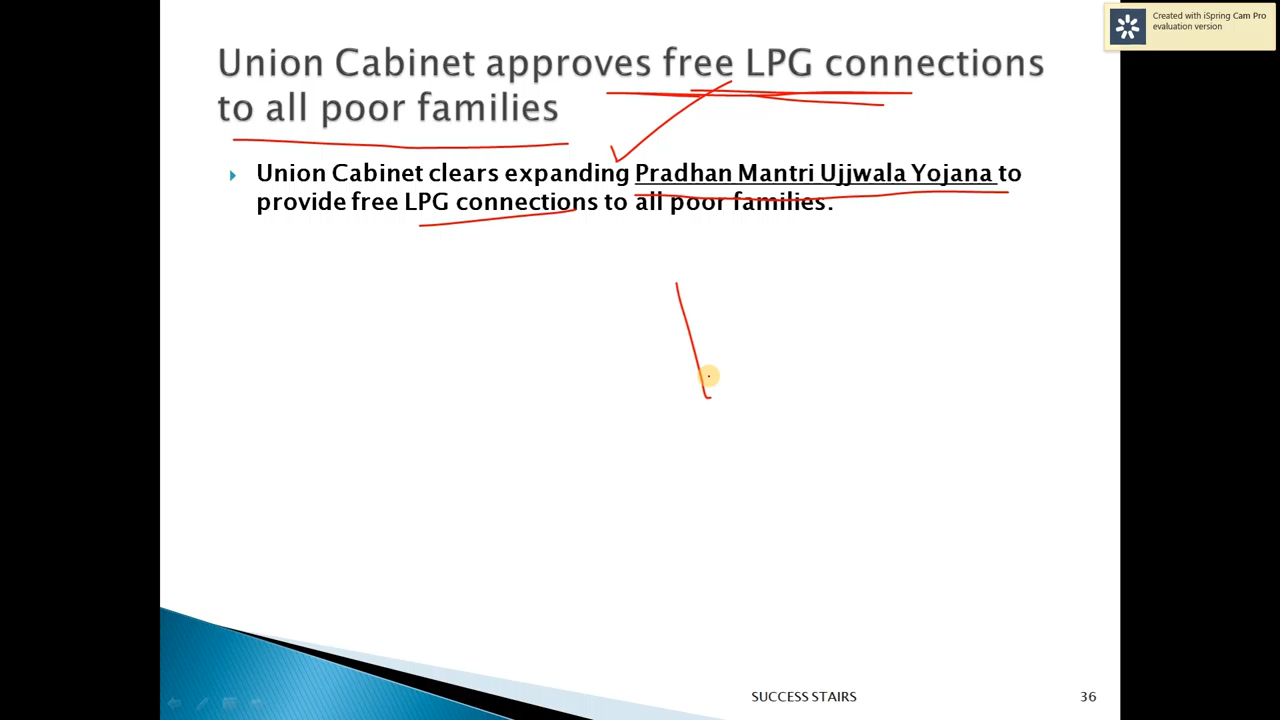 Created with iSpring Cam Pro
evaluation version
Union Cabinet approves free LPG connections
to all poor families
Union Cabinet clears expanding Pradhan Mantri Ujjwala Yojana to
provide free LPG connections to all poor families.
SUCCESS STAIRS
36